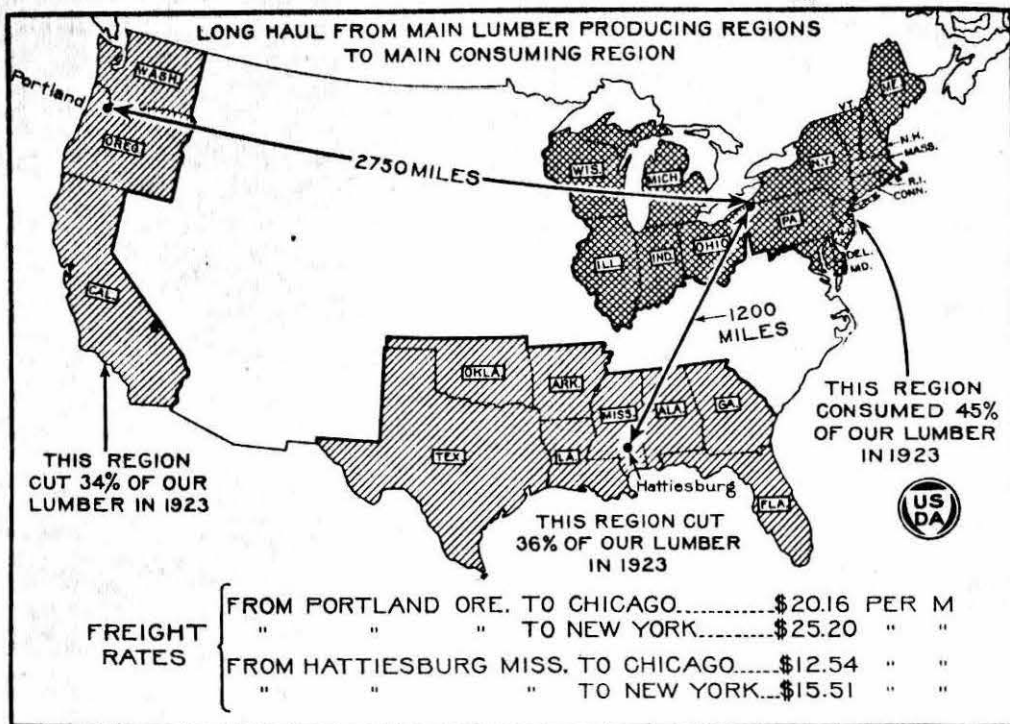 LONG HAUL FROM MAIN LUMBER PRODUCING REGIONS
TO MAIN CONSUMING REGION
WASH.
Portland
OREG.
CAL.
2750 MILES
WIS.
MICH
ILL.
IND.
OHIO
PA
N.Y.
VT.
ME.
N.H.
MASS.
R.I.
CONN.
DEL.
MD.
1200
MILES
OKLA.
ARK.
TEX
LA.
MISS.
ALA.
GA.
FLA.
Hattiesburg
THIS REGION
CUT 34% OF OUR
LUMBER IN 1923
THIS REGION CUT
36% OF OUR LUMBER
IN 1923
THIS REGION
CONSUMED 45%
OF OUR LUMBER
IN 1923
US
DA
FREIGHT
RATES
FROM PORTLAND ORE. TO CHICAGO............$20.16 PER M
" " " TO NEW YORK..........$25.20 " "
FROM HATTIESBURG MISS. TO CHICAGO.....$12.54 " "
" " " TO NEW YORK...$15.51 " "